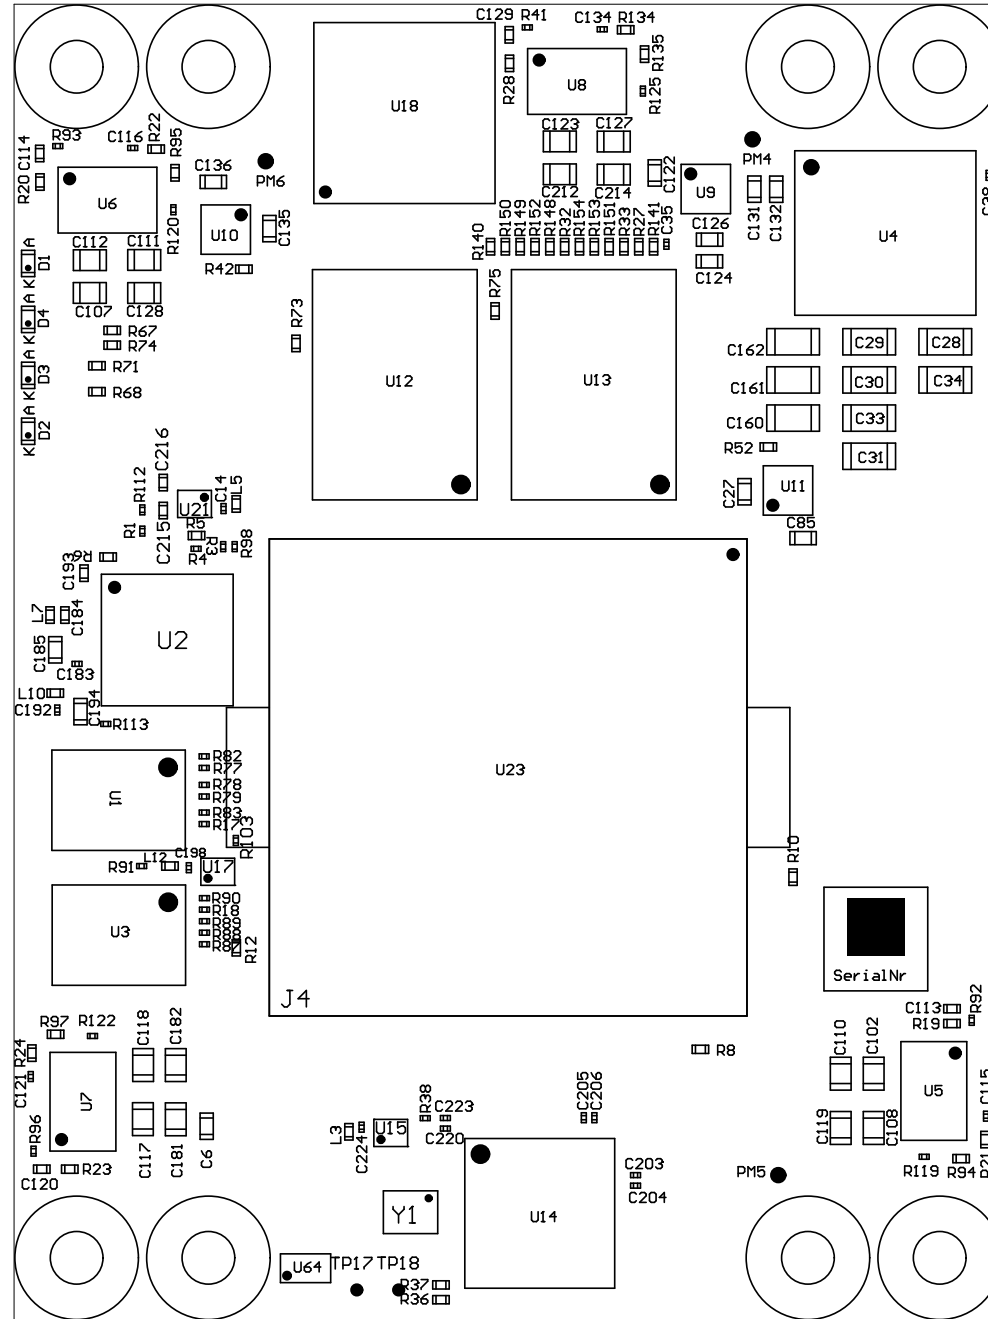 C129
R41
C134
R134
R28
U8
R135
R125
U18
C123
C127
C212
C214
C122
PM4
U9
C131
C132
U4
C38
C126
C124
C114
R93
C116
R22
R95
R20
U6
C136
PM6
R120
U10
C135
R42
C112
C111
C107
C128
A
D1
K
A
D4
K
A
D3
K
A
D2
K
R67
R74
R71
R68
R140
R150
R149
R152
R148
R32
R154
R153
R151
R33
R27
R141
C35
R73
R75
U12
U13
C162
C29
C28
C161
C30
C34
C160
C33
R52
C31
U11
C27
C85
C216
R112
U21
C14
L5
R1
C215
R5
R4
R3
R98
R6
C193
L7
C184
U2
C185
C183
L10
C192
C194
R113
R82
R77
U1
R78
R79
R83
R17
R103
U23
R91
L12
C198
U17
R10
R90
R18
U3
R89
R88
R87
R12
SerialNr
J4
C113
R92
R19
R97
R122
C118
C182
R24
C121
U7
R96
C120
R23
C117
C181
C6
R8
C110
C102
U5
C115
C119
C108
R119
R94
R21
R38
C223
C220
L3
C224
U15
C205
C206
C203
C204
PM5
Y1
U14
U64
TP17
TP18
R37
R36